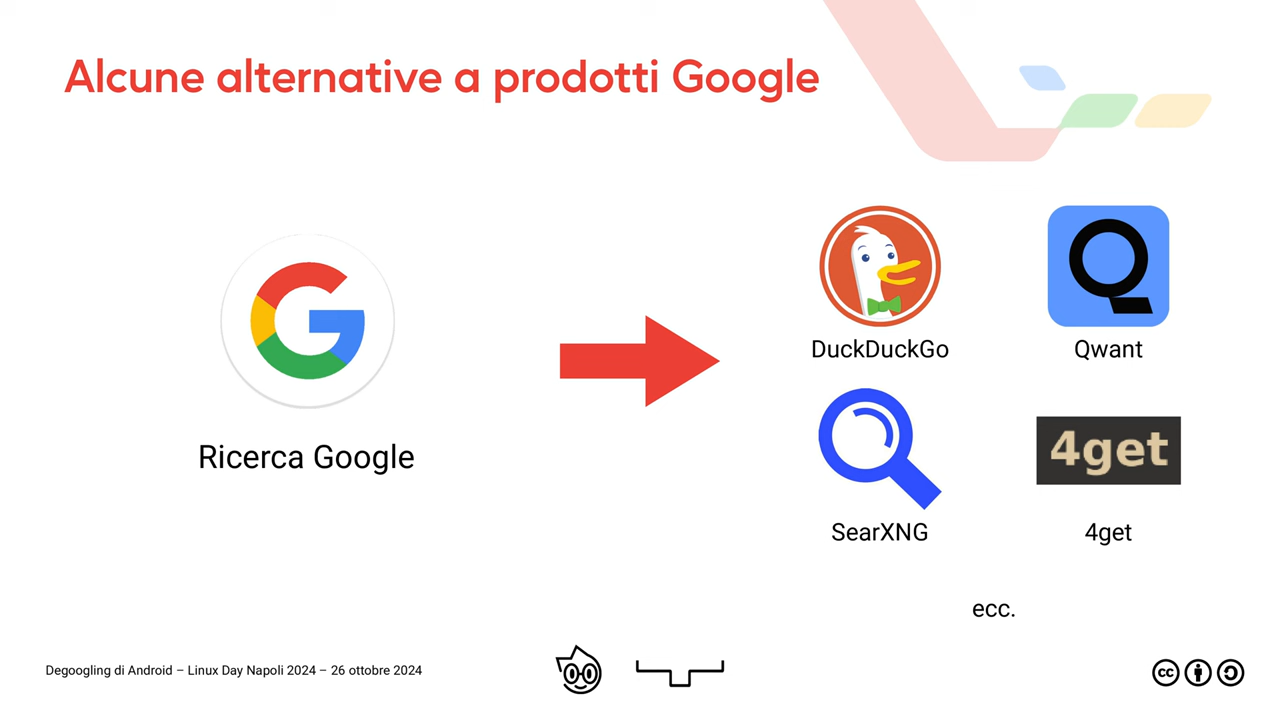 Alcune alternative a prodotti Google
Ricerca Google
DuckDuckGo
Qwant
4get
SearXNG
4get
ecc.
Degoogling di Android – Linux Day Napoli 2024 – 26 ottobre 2024
cc